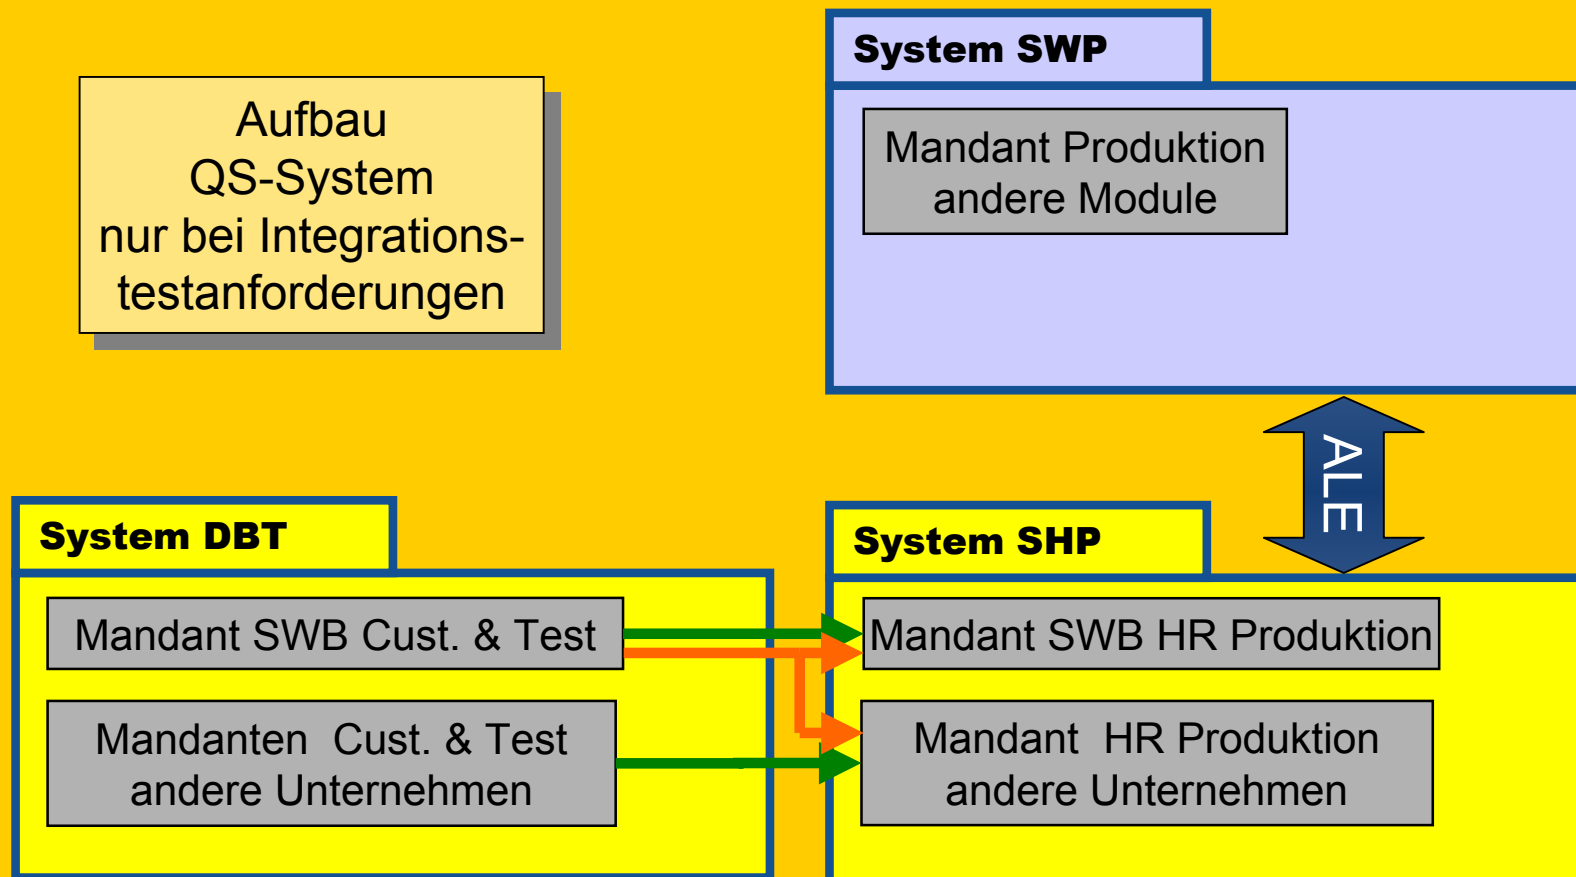 Aufbau
QS-System
nur bei Integrations-
testanforderungen
System SWP
Mandant Produktion
andere Module
ALE
System DBT
Mandant SWB Cust. & Test
Mandanten Cust. & Test
andere Unternehmen
System SHP
Mandant SWB HR Produktion
Mandant HR Produktion
andere Unternehmen